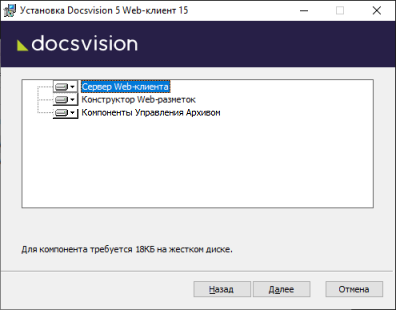 Установка Docsvision 5 Web-клиент 15
docsvision
Сервер Web-клиента
Конструктор Web-разметок
Компоненты Управления Архивом
Для компонента требуется 18КБ на жестком диске.
Назад
Далее
Отмена